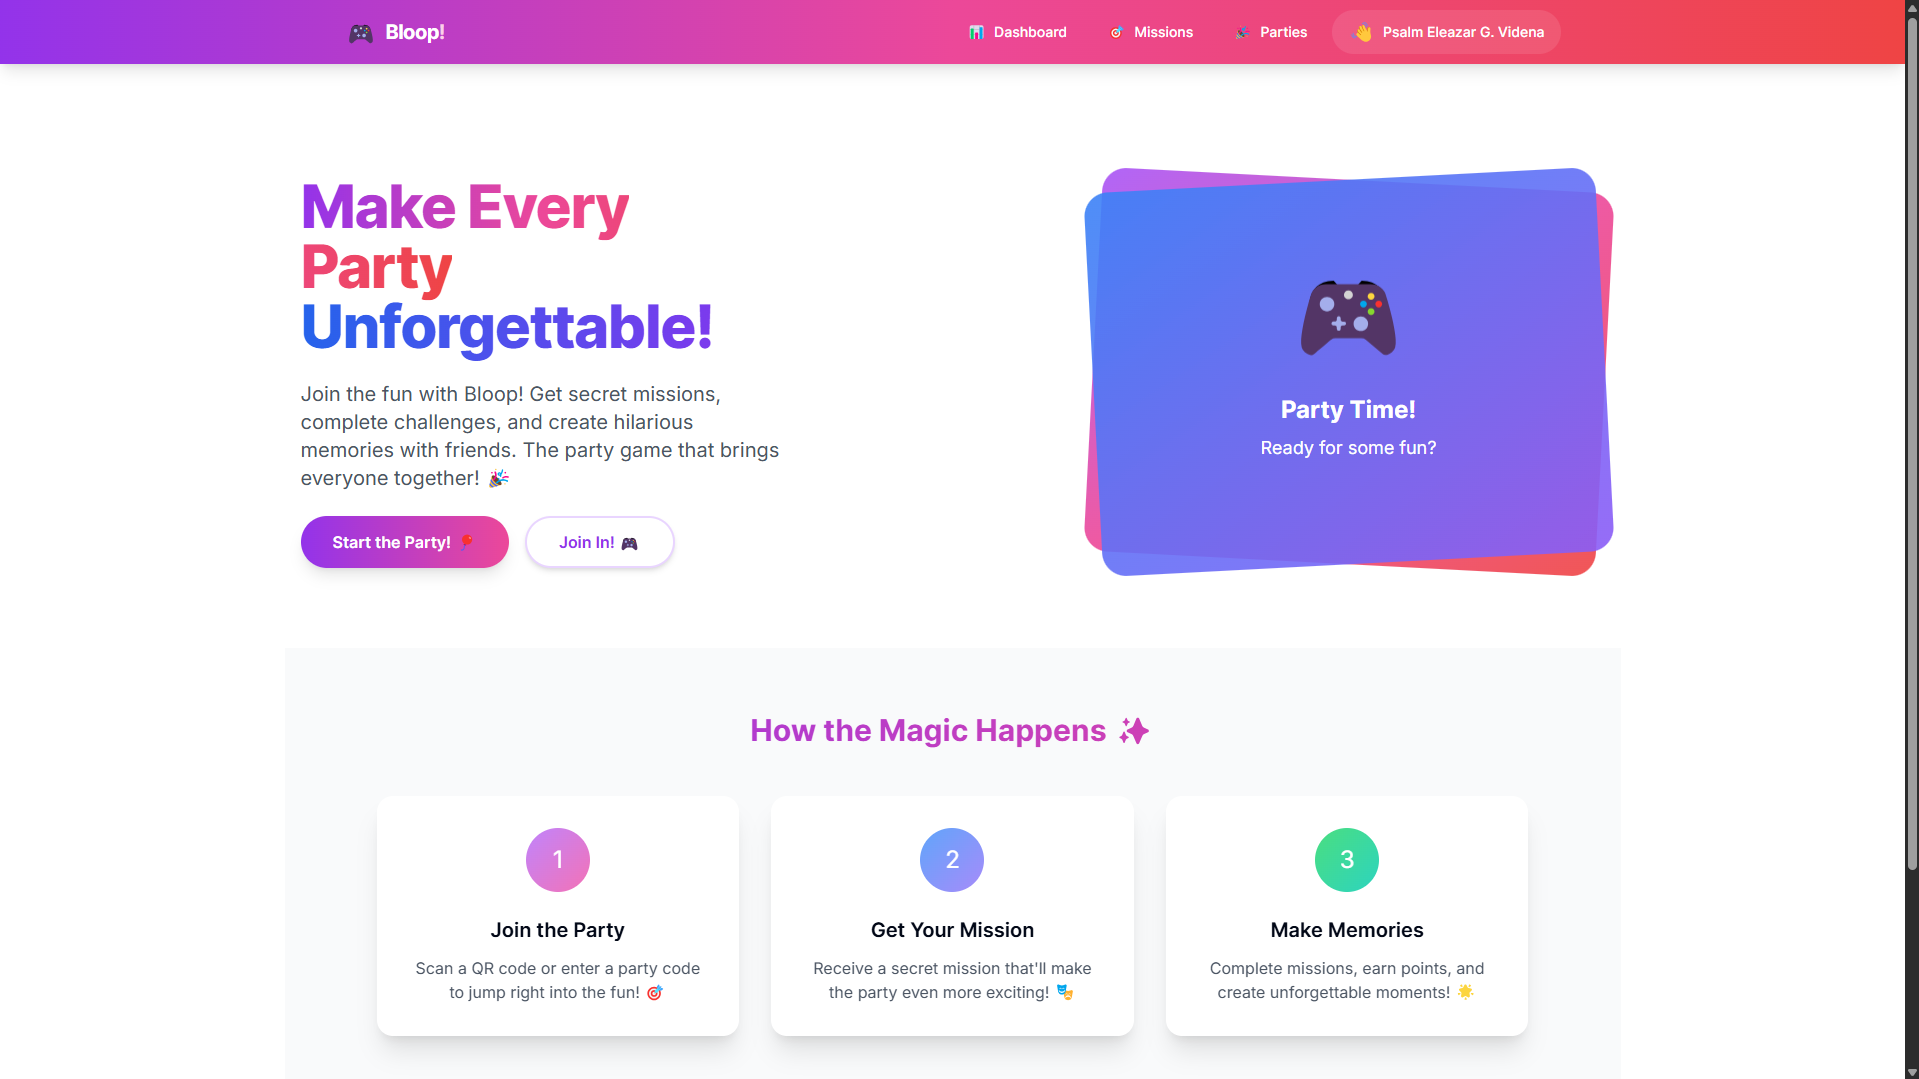 Bloop!
Dashboard
Missions
Parties
Psalm Eleazar G. Videna
Make Every
Party
Unforgettable!
Join the fun with Bloop! Get secret missions,
complete challenges, and create hilarious
memories with friends. The party game that brings
everyone together! 🎉
Start the Party! 🎈
Join In! 🎮
Party Time!
Ready for some fun?
How the Magic Happens ✨
1
Join the Party
Scan a QR code or enter a party code
to jump right into the fun! 🎯
2
Get Your Mission
Receive a secret mission that'll make
the party even more exciting! 🎭
3
Make Memories
Complete missions, earn points, and
create unforgettable moments! 🌟